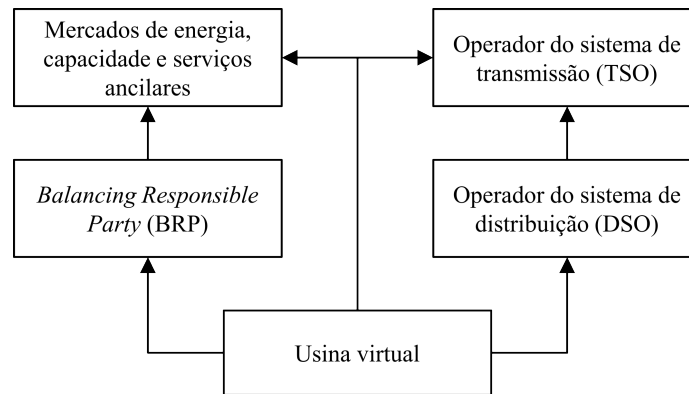 Mercados de energia,
capacidade e serviços
ancilares
Operador do sistema de
transmissão (TSO)
Balancing Responsible
Party (BRP)
Operador do sistema de
distribuição (DSO)
Usina virtual